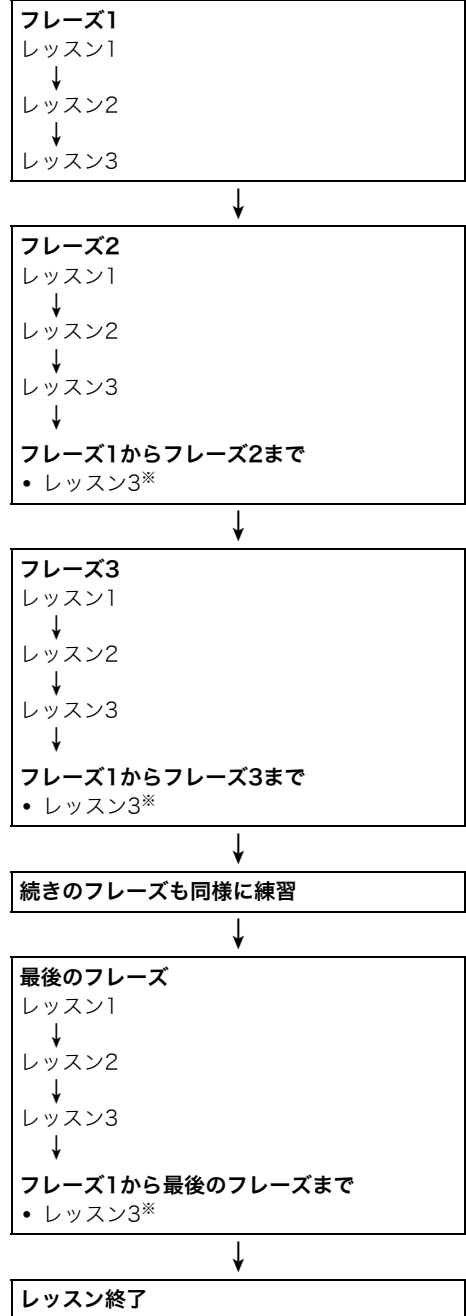 フレーズ1
レッスン1
↓
レッスン2
↓
レッスン3
↓
フレーズ2
レッスン1
↓
レッスン2
↓
レッスン3
↓
フレーズ1からフレーズ2まで
• レッスン3※
↓
フレーズ3
レッスン1
↓
レッスン2
↓
レッスン3
↓
フレーズ1からフレーズ3まで
• レッスン3※
↓
続きのフレーズも同様に練習
↓
最後のフレーズ
レッスン1
↓
レッスン2
↓
レッスン3
↓
フレーズ1から最後のフレーズまで
• レッスン3※
↓
レッスン終了